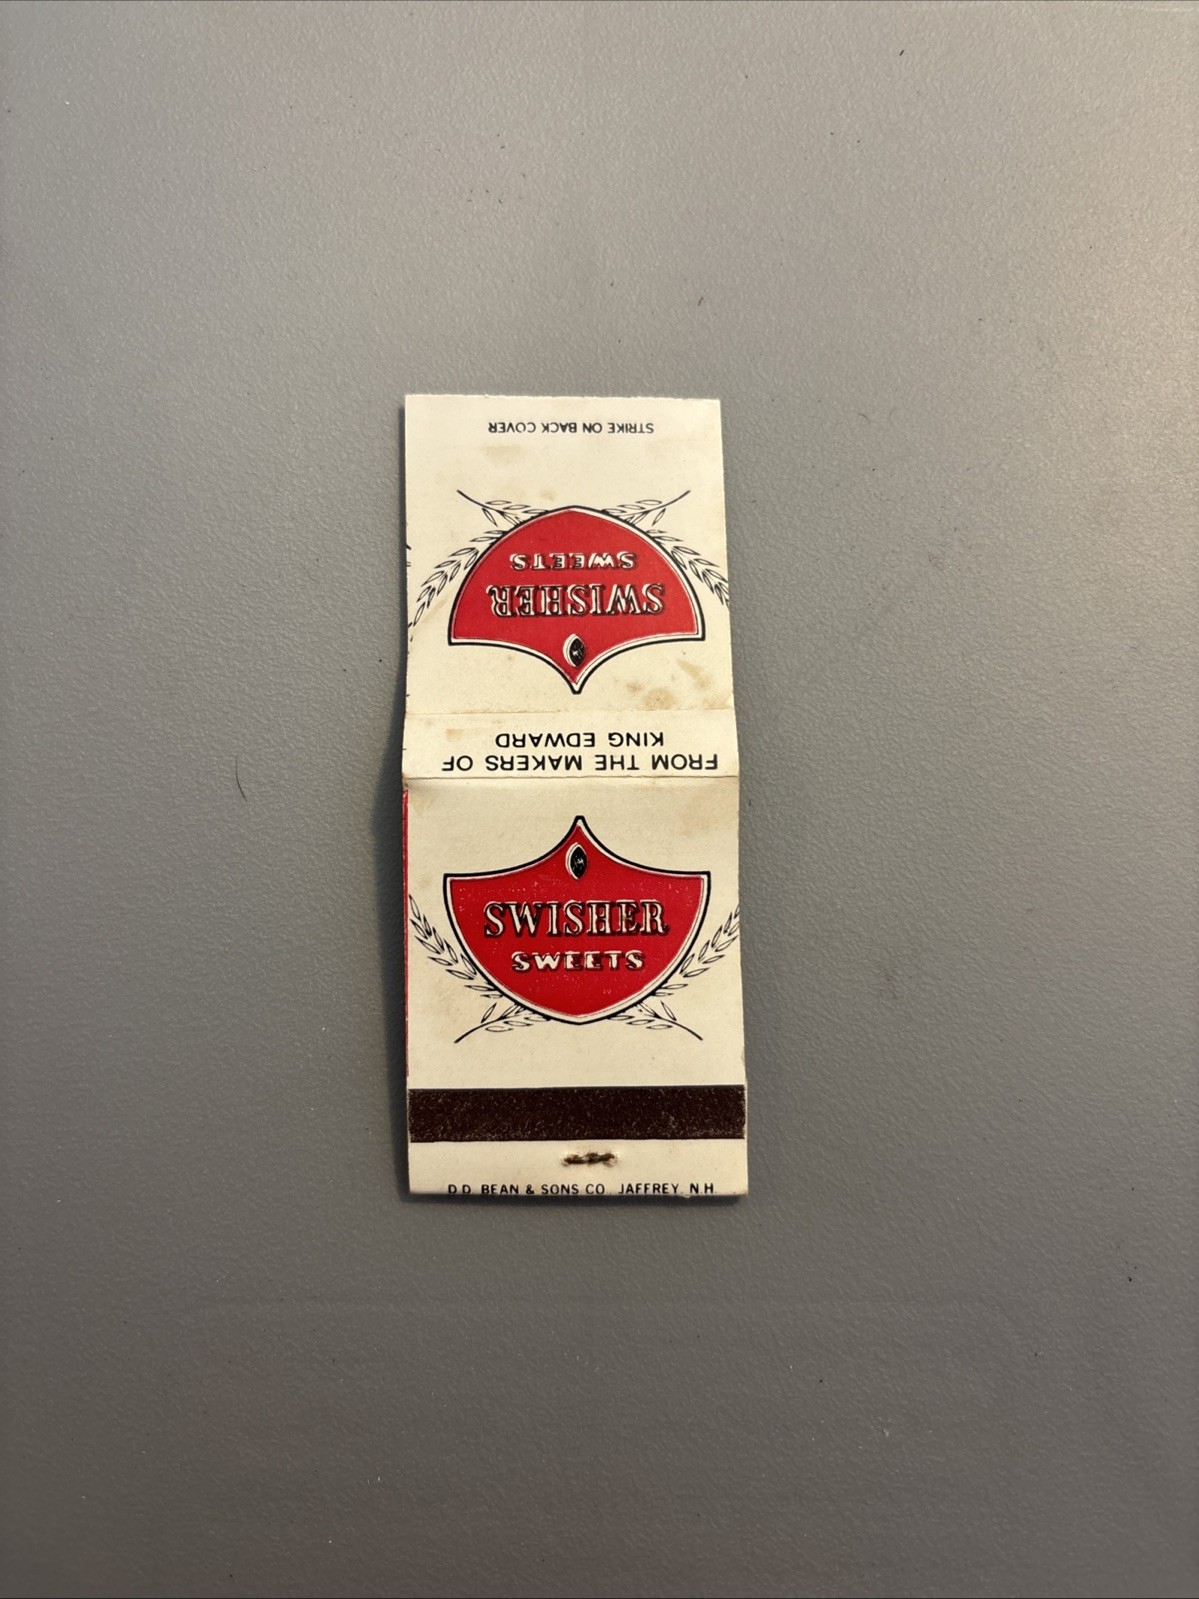 STRIKE ON BACK COVER
SWISHER
SWEETS
FROM THE MAKERS OF
KING EDWARD
SWISHER
SWEETS
D.D. BEAN & SONS CO., JAFFREY, N.H.